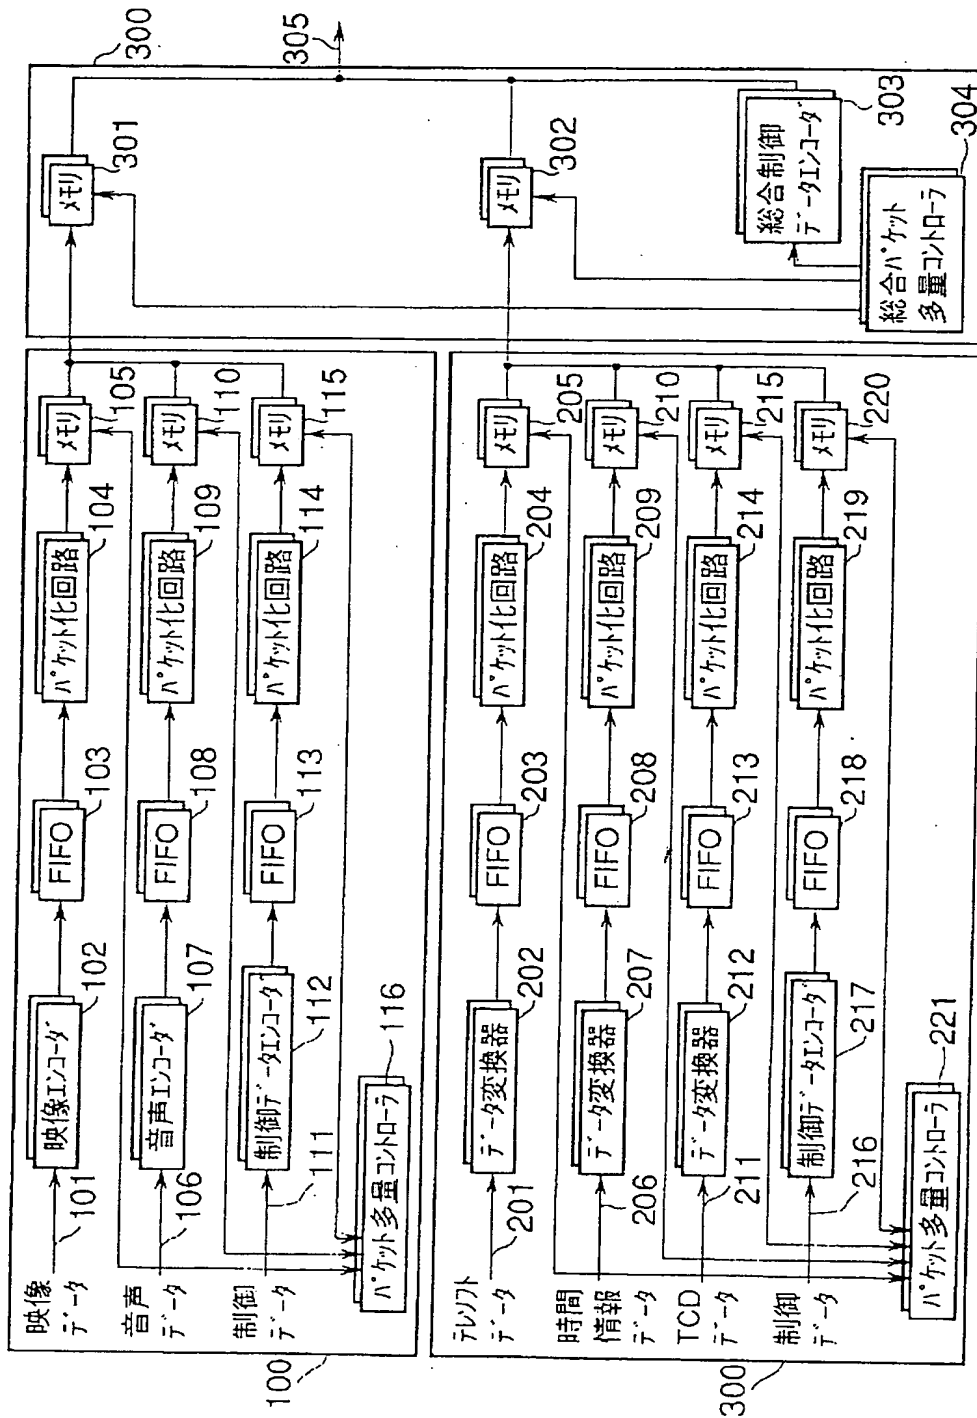 映像
データ
101
映像エンコーダ
102
FIFO
103
パケット化回路
104
メモリ
105
音声
データ
106
音声エンコーダ
107
FIFO
108
パケット化回路
109
メモリ
110
制御
データ
111
制御データエンコーダ
112
FIFO
113
パケット化回路
114
メモリ
115
パケット多量コントローラ
116
100
テレソフト
データ
201
データ変換器
202
FIFO
203
パケット化回路
204
メモリ
205
時間
情報
データ
206
データ変換器
207
FIFO
208
パケット化回路
209
メモリ
210
TCD
データ
211
データ変換器
212
FIFO
213
パケット化回路
214
メモリ
215
制御
データ
216
制御データエンコーダ
217
FIFO
218
パケット化回路
219
メモリ
220
パケット多量コントローラ
221
300
メモリ
301
300
305
メモリ
302
総合制御
データエンコーダ
303
総合パケット
多量コントローラ
304